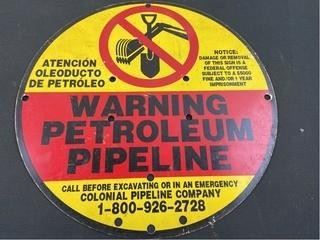 ATENCIÓN
OLEODUCTO
DE PETRÓLEO
NOTICE:
DAMAGE OR REMOVAL
OF THIS SIGN IS A
FEDERAL OFFENSE
SUBJECT TO A $5000
FINE AND/OR 1 YEAR
IMPRISONMENT
WARNING
PETROLEUM
PIPELINE
CALL BEFORE EXCAVATING OR IN AN EMERGENCY
COLONIAL PIPELINE COMPANY
1-800-926-2728